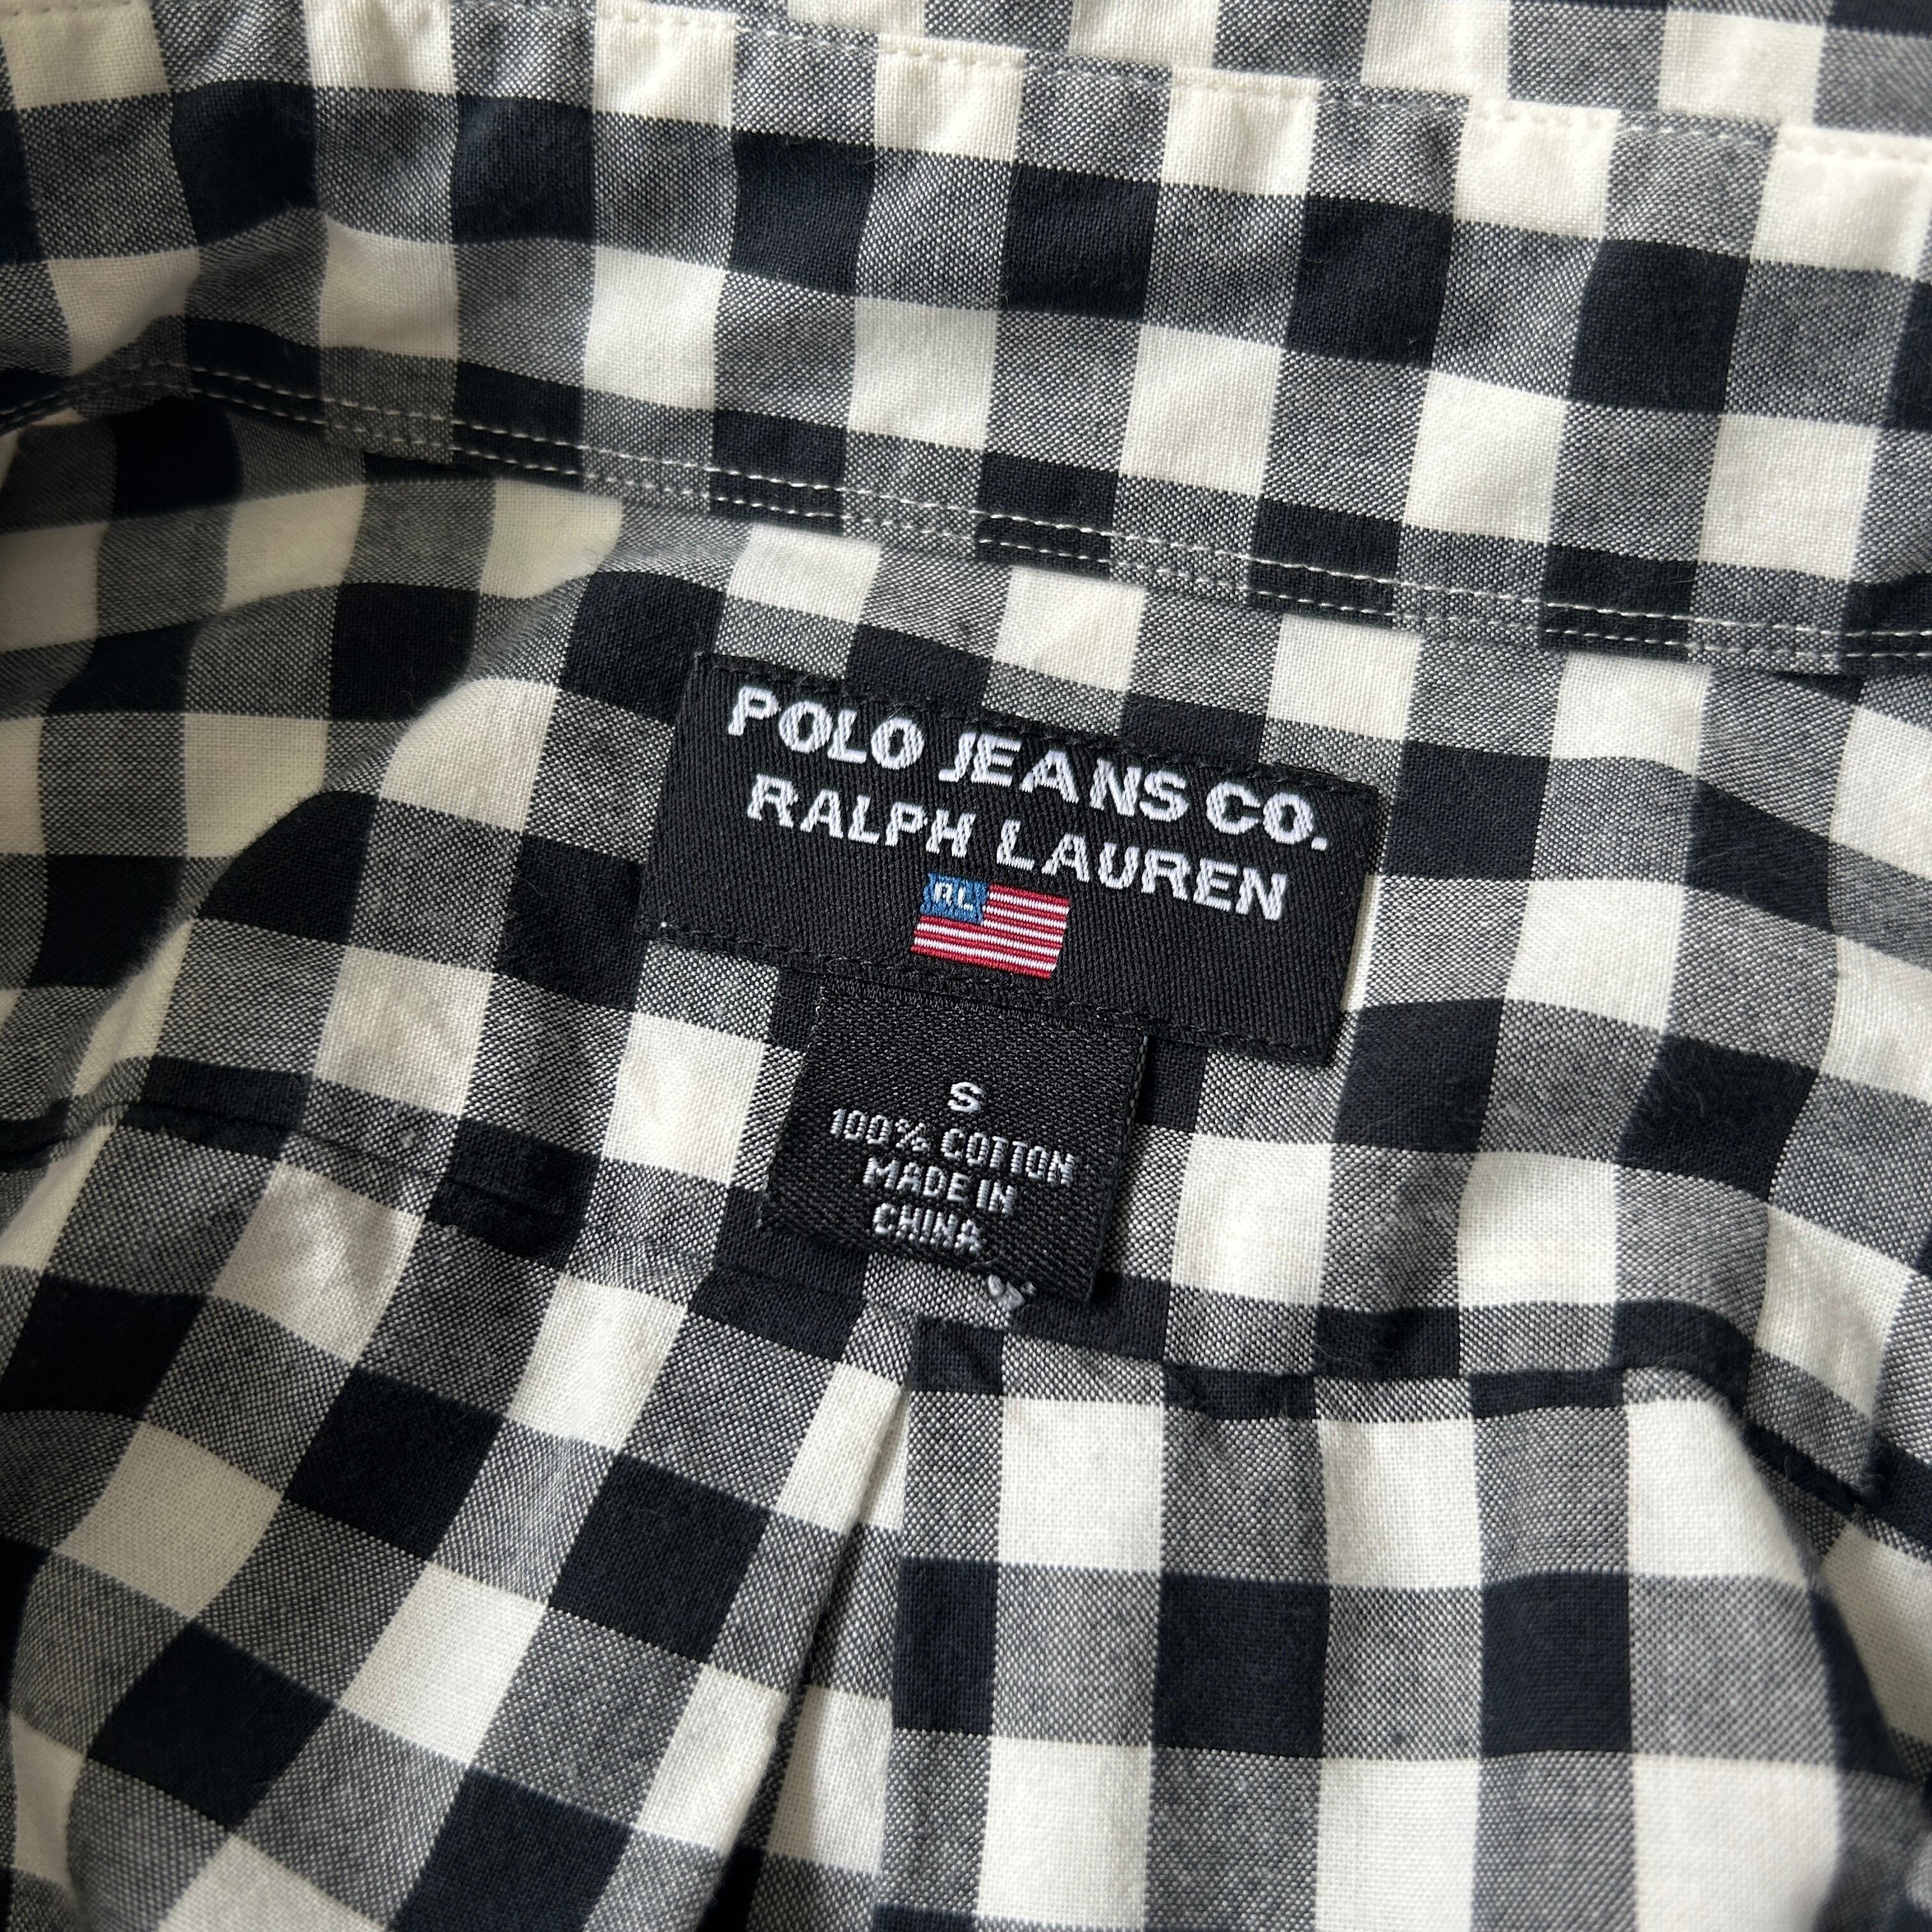 POLO JEANS CO.
RALPH LAUREN
RL
S
100% COTTON
MADE IN
CHINA